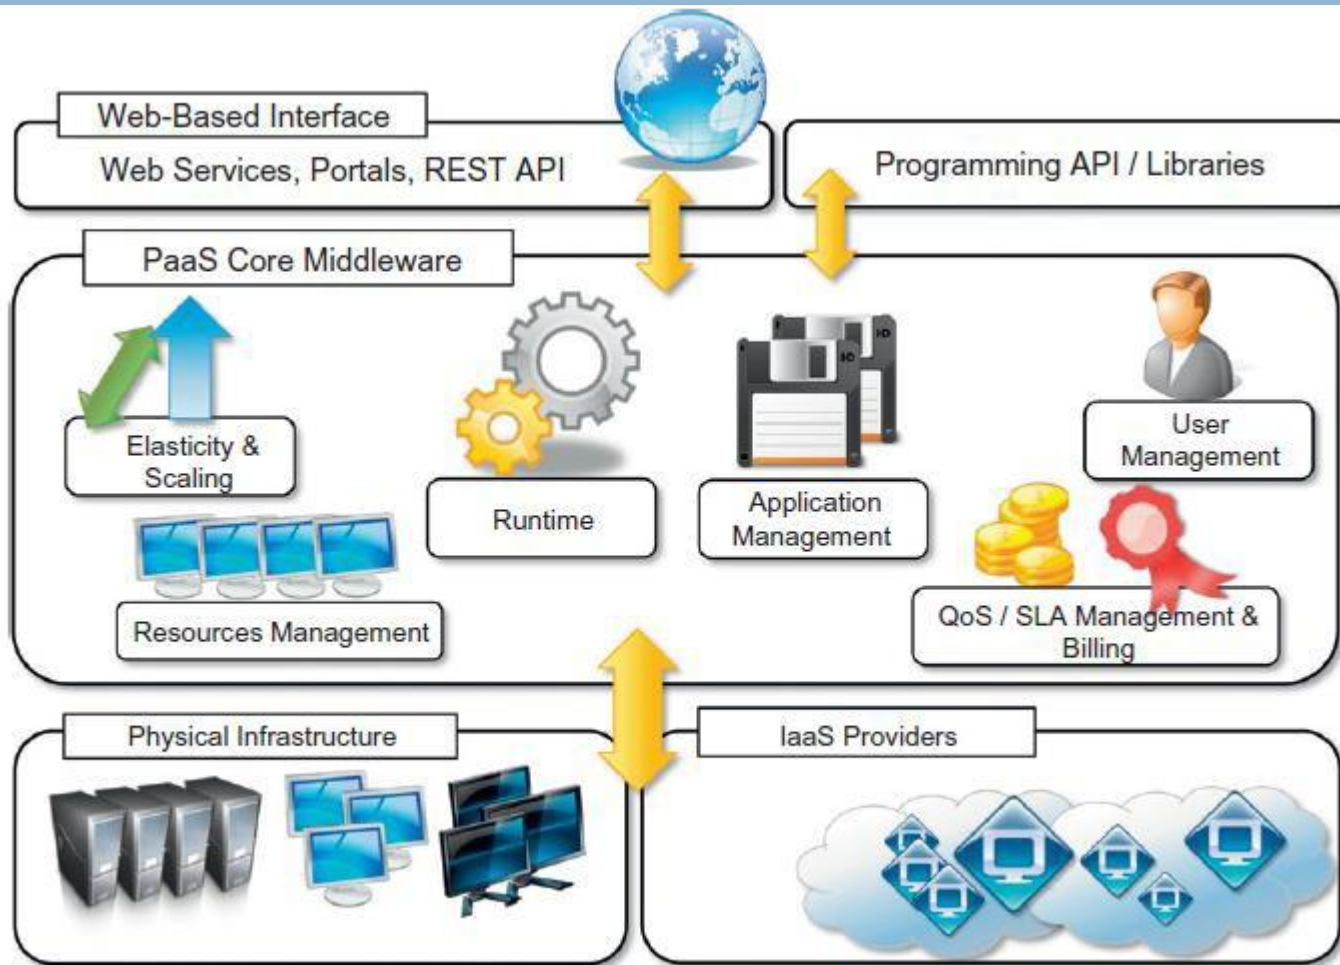 Web-Based Interface
Web Services, Portals, REST API
Programming API / Libraries
PaaS Core Middleware
Elasticity &
Scaling
Runtime
Application
Management
User
Management
Resources Management
QoS / SLA Management &
Billing
Physical Infrastructure
IaaS Providers